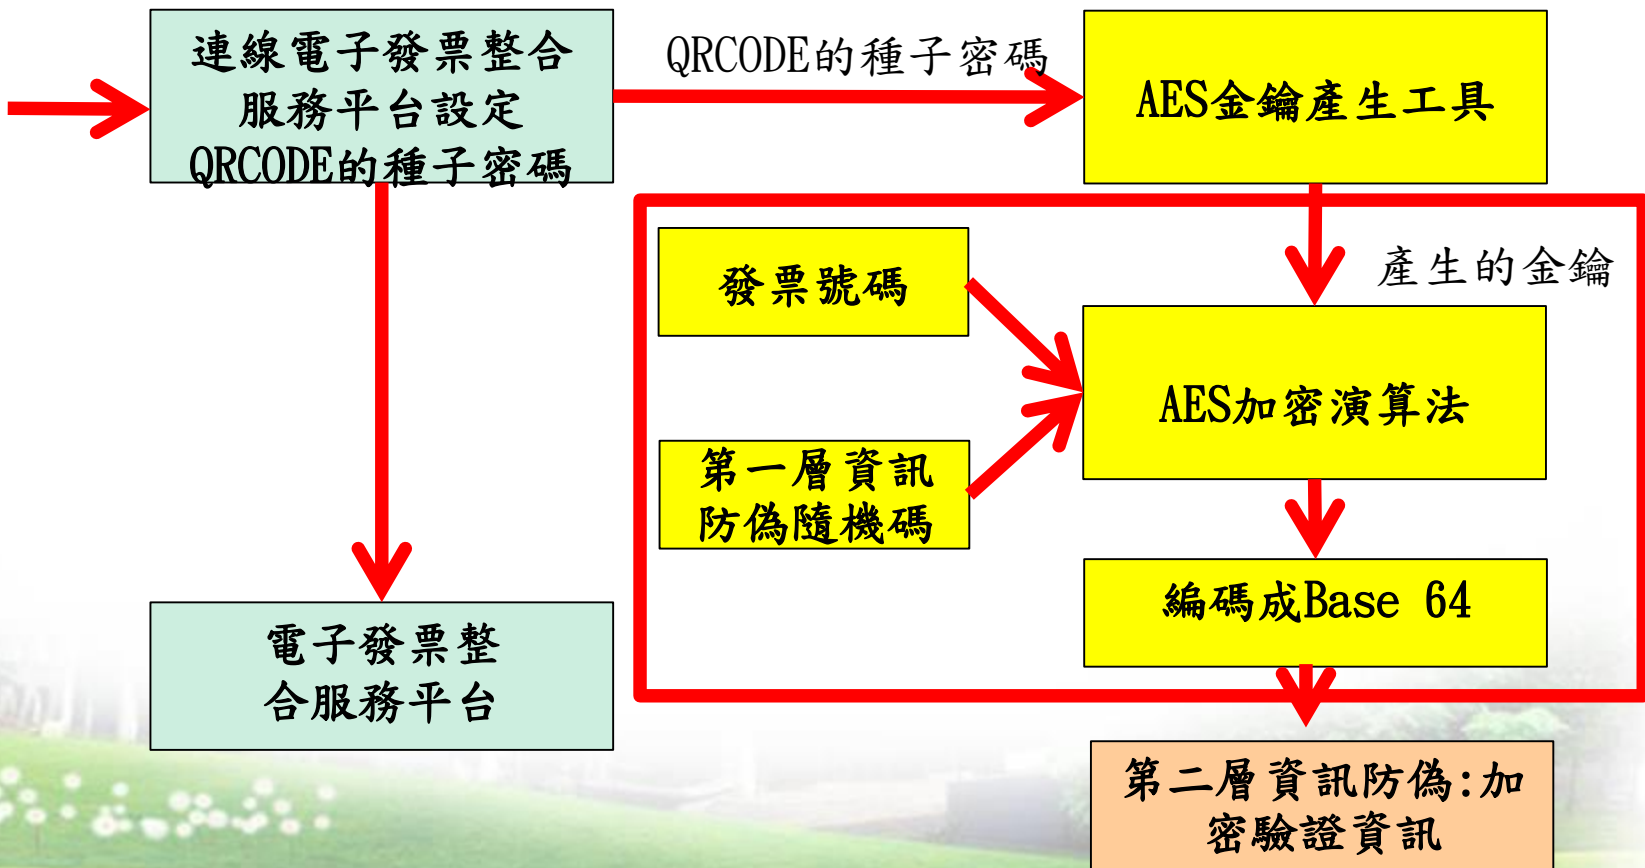 連線電子發票整合
服務平台設定
QRCODE的種子密碼
QRCODE的種子密碼
AES金鑰產生工具
產生的金鑰
發票號碼
第一層資訊
防偽隨機碼
AES加密演算法
編碼成Base 64
電子發票整
合服務平台
第二層資訊防偽:加
密驗證資訊